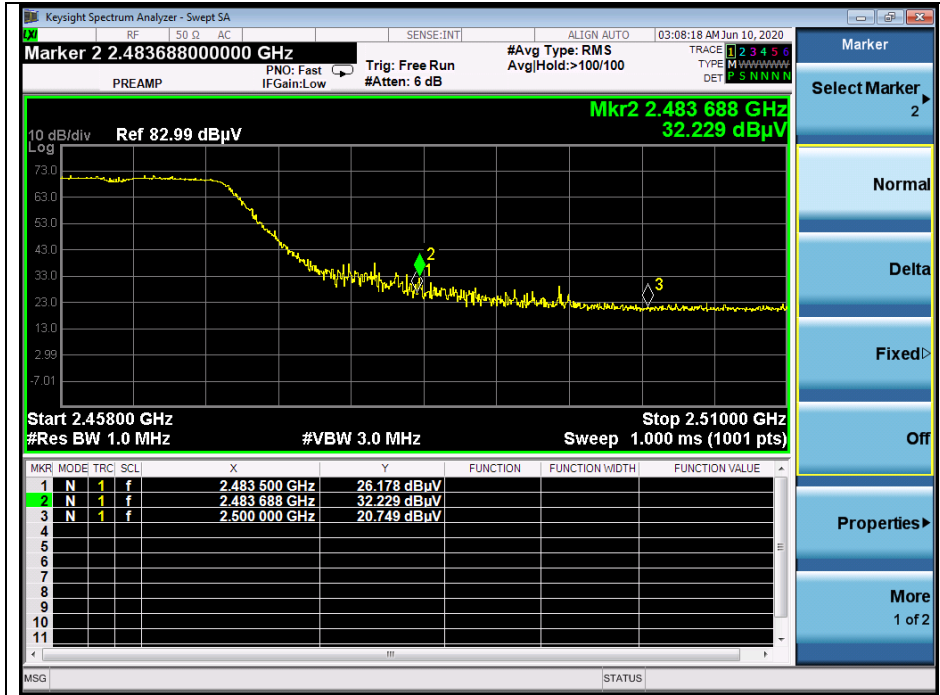 Keysight Spectrum Analyzer - Swept SA
LXI RF 50 Ω AC SENSE:INT ALIGN AUTO 03:08:18 AM Jun 10, 2020
Marker 2 2.483688000000 GHz
PREAMP
PNO: Fast
IFGain:Low
Trig: Free Run
#Atten: 6 dB
#Avg Type: RMS
Avg|Hold:>100/100
TRACE 1 2 3 4 5 6
TYPE M WWWWW
DET P S N N N N
Mkr2 2.483 688 GHz
32.229 dBµV
10 dB/div Ref 82.99 dBµV
Log
73.0
63.0
53.0
43.0
33.0
23.0
13.0
2.99
-7.01
2
1
3
Start 2.45800 GHz Stop 2.51000 GHz
#Res BW 1.0 MHz #VBW 3.0 MHz Sweep 1.000 ms (1001 pts)
MKR MODE TRC SCL X Y FUNCTION FUNCTION WIDTH FUNCTION VALUE
1 N 1 f 2.483 500 GHz 26.178 dBµV
2 N 1 f 2.483 688 GHz 32.229 dBµV
3 N 1 f 2.500 000 GHz 20.749 dBµV
4
5
6
7
8
9
10
11
MSG STATUS
Marker
Select Marker
2
Normal
Delta
Fixed
Off
Properties
More
1 of 2